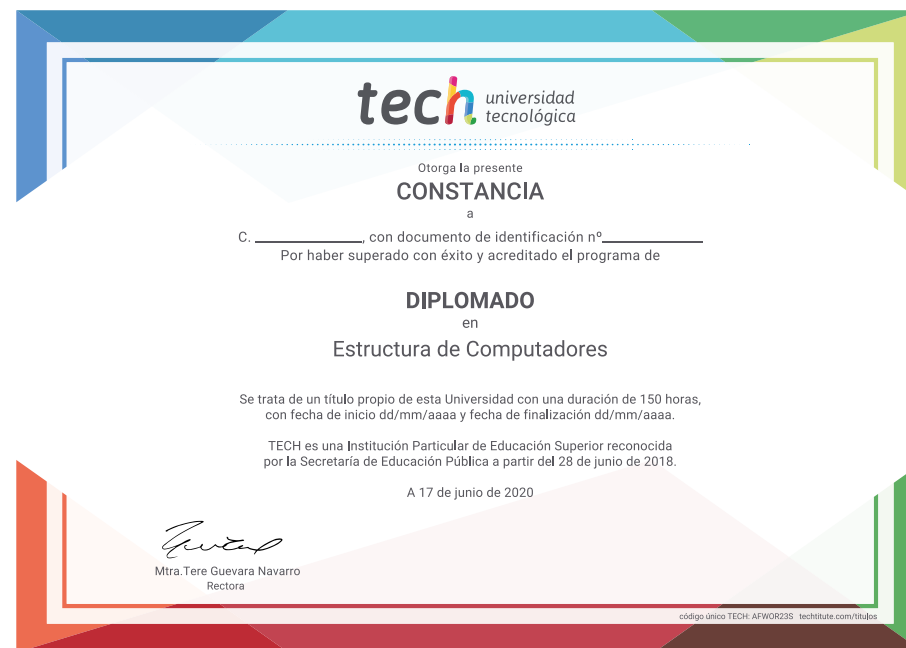 tech universidad
tecnológica
Otorga la presente
CONSTANCIA
a
C. ____________, con documento de identificación nº____________
Por haber superado con éxito y acreditado el programa de
DIPLOMADO
en
Estructura de Computadores
Se trata de un título propio de esta Universidad con una duración de 150 horas,
con fecha de inicio dd/mm/aaaa y fecha de finalización dd/mm/aaaa.
TECH es una Institución Particular de Educación Superior reconocida
por la Secretaría de Educación Pública a partir del 28 de junio de 2018.
A 17 de junio de 2020
Mtra.Tere Guevara Navarro
Rectora
código único TECH: AFWOR23S techtitute.com/titulos